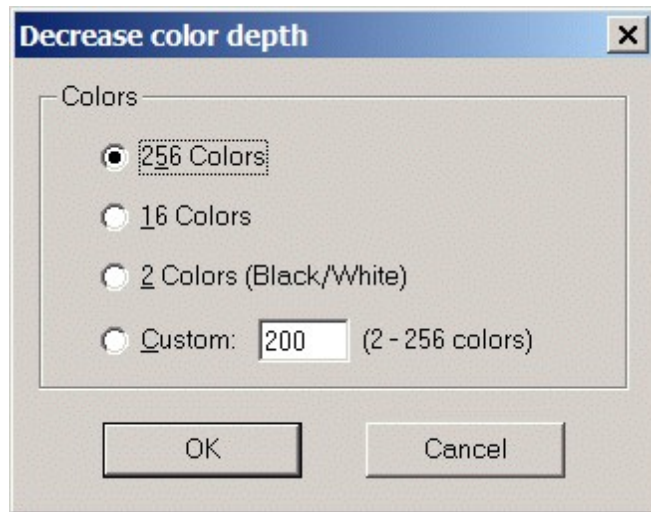 Decrease color depth
Colors
256 Colors
16 Colors
2 Colors (Black/White)
Custom: 200 (2 - 256 colors)
OK Cancel